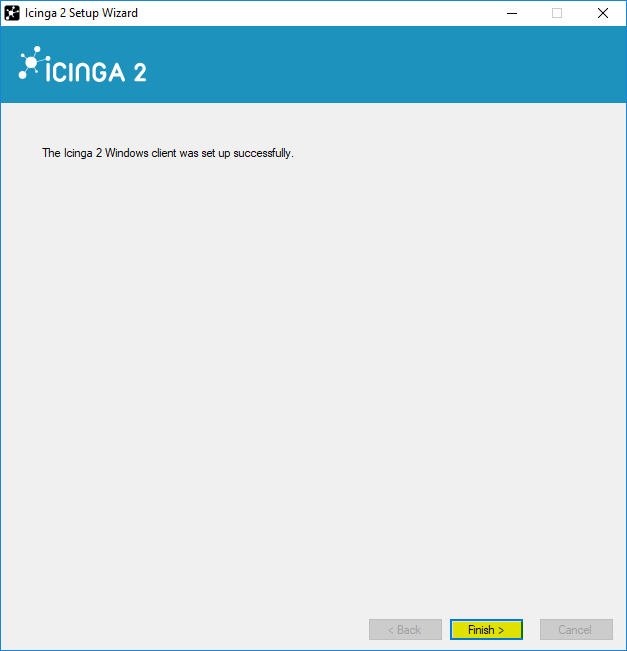 Icinga 2 Setup Wizard
ICINGA 2
The Icinga 2 Windows client was set up successfully.
< Back
Finish >
Cancel